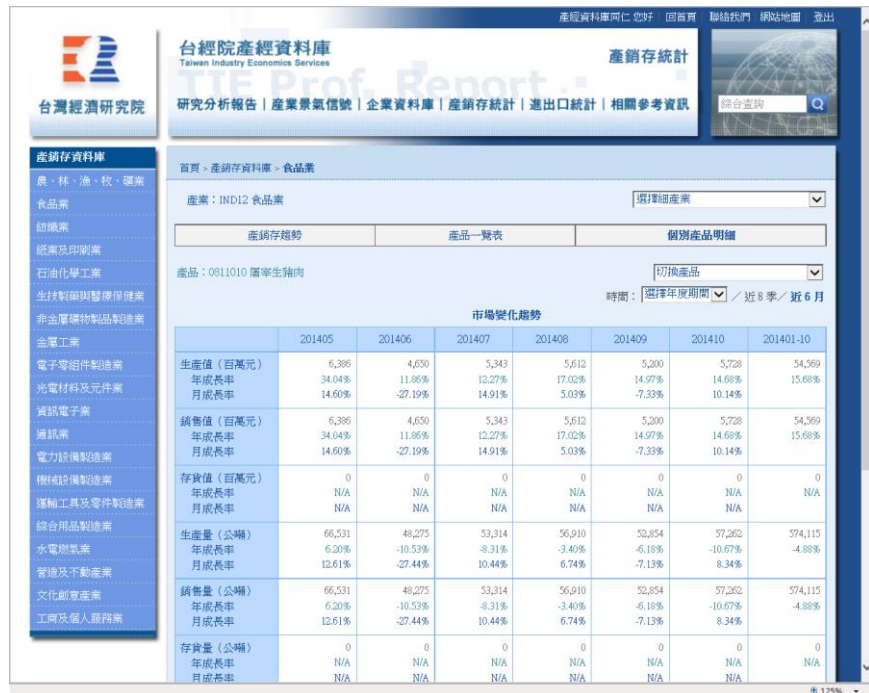 產經資料庫同仁 您好 | 回首頁 | 聯絡我們 | 網站地圖 | 登出
台灣經濟研究院
台經院產經資料庫
Taiwan Industry Economics Services
產銷存統計
TIE Prof. Report
研究分析報告 | 產業景氣信號 | 企業資料庫 | 產銷存統計 | 進出口統計 | 相關參考資訊
綜合查詢
產銷存資料庫
農、林、漁、牧、礦業
食品業
紡織業
紙業及印刷業
石油化學工業
生技製藥與醫療保健業
非金屬礦物製品製造業
金屬工業
電子零組件製造業
光電材料及元件業
資訊電子業
通訊業
電力設備製造業
機械設備製造業
運輸工具及零件製造業
綜合用品製造業
水電燃氣業
營造及不動產業
文化創意產業
工商及個人服務業
首頁 > 產銷存資料庫 > 食品業
產業：IND12 食品業
選擇細產業
產銷存趨勢 產品一覽表 個別產品明細
產品：0811010 屠宰生豬肉
切換產品
時間： 選擇年度期間 ／ 近 8 季／ 近 6 月
市場變化趨勢
201405 201406 201407 201408 201409 201410 201401-10
生產值（百萬元） 6,386 4,650 5,343 5,612 5,200 5,728 54,569
年成長率 34.04% 11.86% 12.27% 17.02% 14.97% 14.68% 15.68%
月成長率 14.60% -27.19% 14.91% 5.03% -7.33% 10.14%
銷售值（百萬元） 6,386 4,650 5,343 5,612 5,200 5,728 54,569
年成長率 34.04% 11.86% 12.27% 17.02% 14.97% 14.68% 15.68%
月成長率 14.60% -27.19% 14.91% 5.03% -7.33% 10.14%
存貨值（百萬元） 0 0 0 0 0 0 0
年成長率 N/A N/A N/A N/A N/A N/A N/A
月成長率 N/A N/A N/A N/A N/A N/A
生產量（公噸） 66,531 48,275 53,314 56,910 52,854 57,262 574,115
年成長率 6.20% -10.53% -8.31% -3.40% -6.18% -10.67% -4.88%
月成長率 12.61% -27.44% 10.44% 6.74% -7.13% 8.34%
銷售量（公噸） 66,531 48,275 53,314 56,910 52,854 57,262 574,115
年成長率 6.20% -10.53% -8.31% -3.40% -6.18% -10.67% -4.88%
月成長率 12.61% -27.44% 10.44% 6.74% -7.13% 8.34%
存貨量（公噸） 0 0 0 0 0 0 0
年成長率 N/A N/A N/A N/A N/A N/A N/A
月成長率 N/A N/A N/A N/A N/A N/A
125%